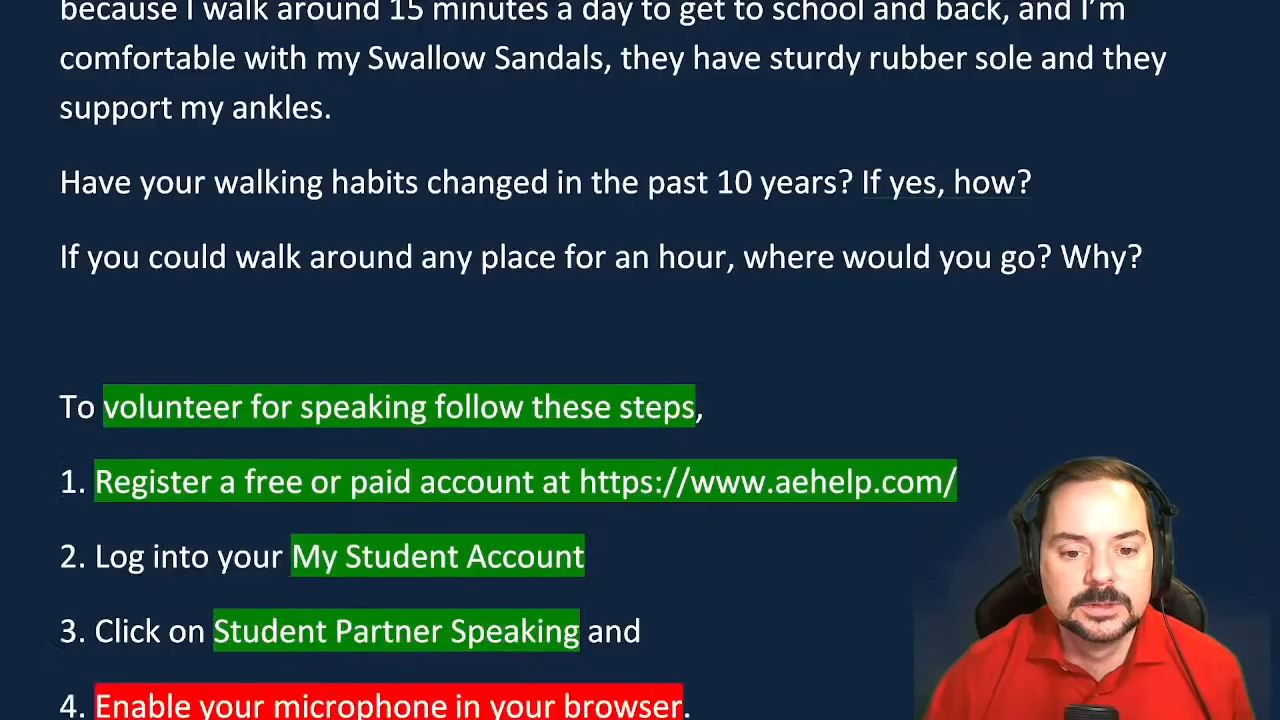 because I walk around 15 minutes a day to get to school and back, and I'm
comfortable with my Swallow Sandals, they have sturdy rubber sole and they
support my ankles.
Have your walking habits changed in the past 10 years? If yes, how?
If you could walk around any place for an hour, where would you go? Why?
To volunteer for speaking follow these steps,
1. Register a free or paid account at https://www.aehelp.com/
2. Log into your My Student Account
3. Click on Student Partner Speaking and
4. Enable your microphone in your browser.